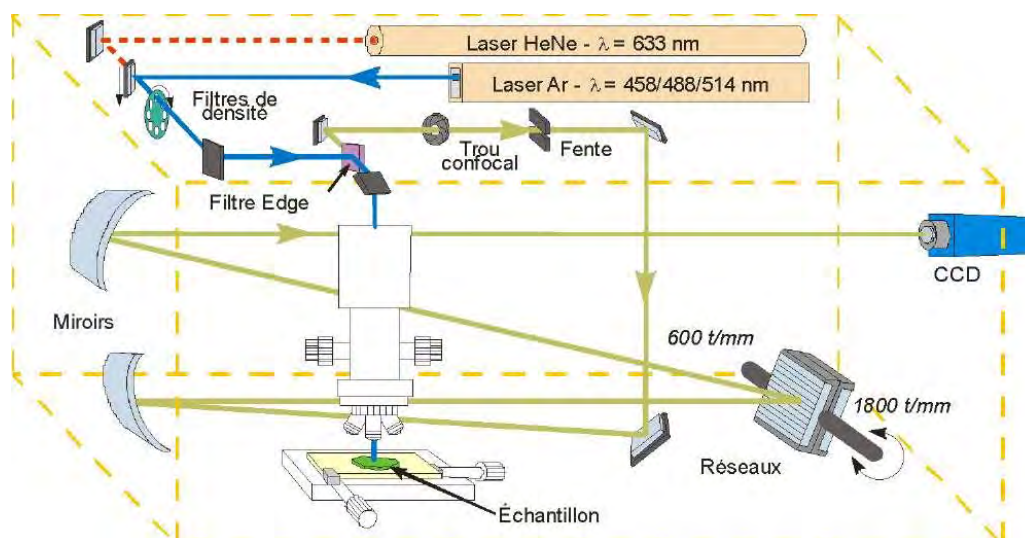 Laser HeNe - λ = 633 nm
Laser Ar - λ = 458/488/514 nm
Filtres de
densité
Trou
confocal
Fente
Filtre Edge
CCD
Miroirs
600 t/mm
1800 t/mm
Réseaux
Échantillon